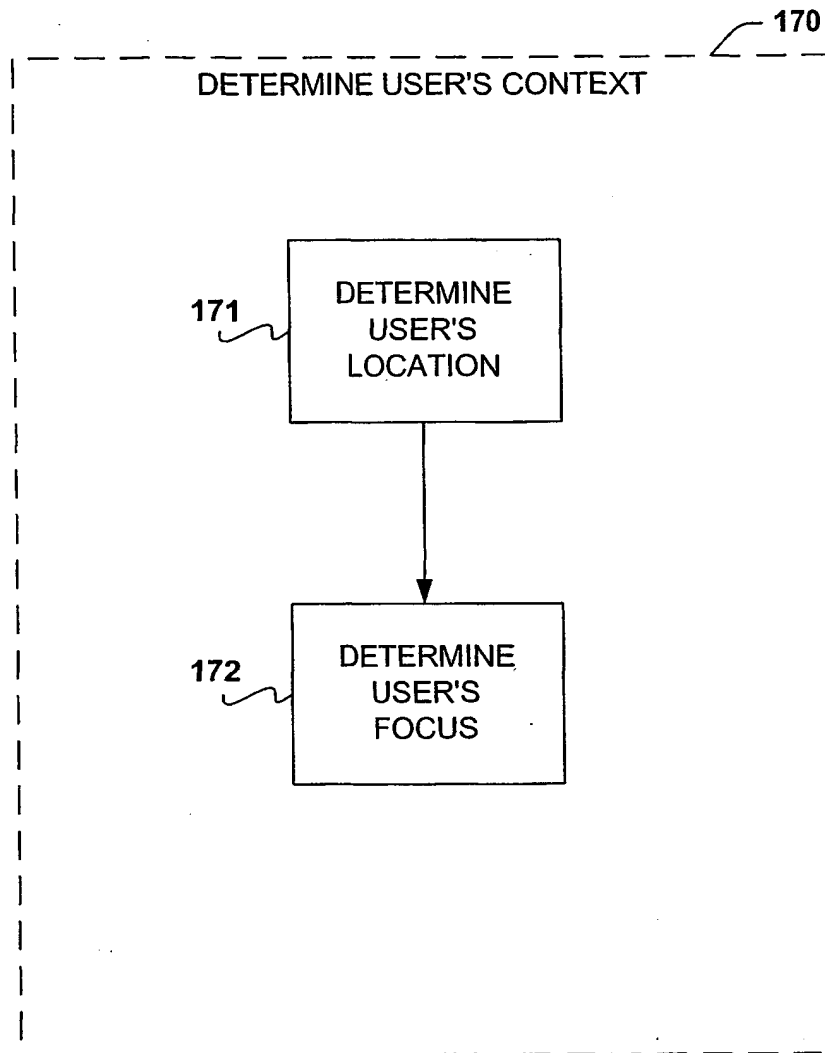 170
DETERMINE USER'S CONTEXT
171
DETERMINE
USER'S
LOCATION
172
DETERMINE
USER'S
FOCUS